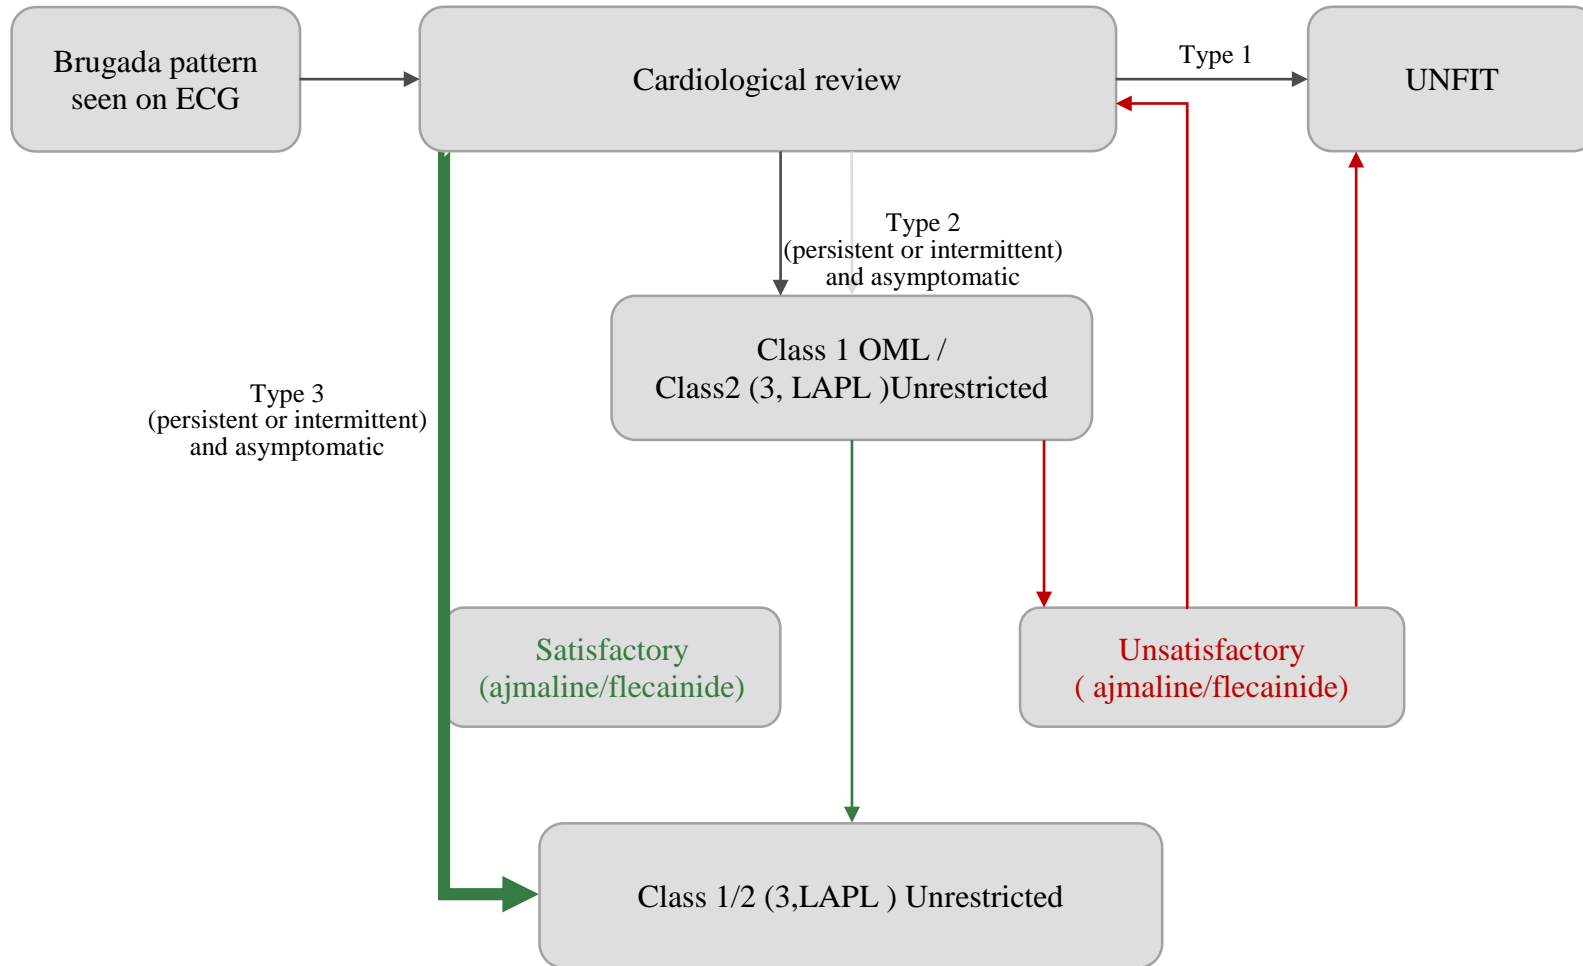 Brugada pattern
seen on ECG
Cardiological review
Type 1
UNFIT
Type 2
(persistent or intermittent)
and asymptomatic
Class 1 OML /
Class2 (3, LAPL )Unrestricted
Type 3
(persistent or intermittent)
and asymptomatic
Satisfactory
(ajmaline/flecainide)
Unsatisfactory
( ajmaline/flecainide)
Class 1/2 (3,LAPL ) Unrestricted